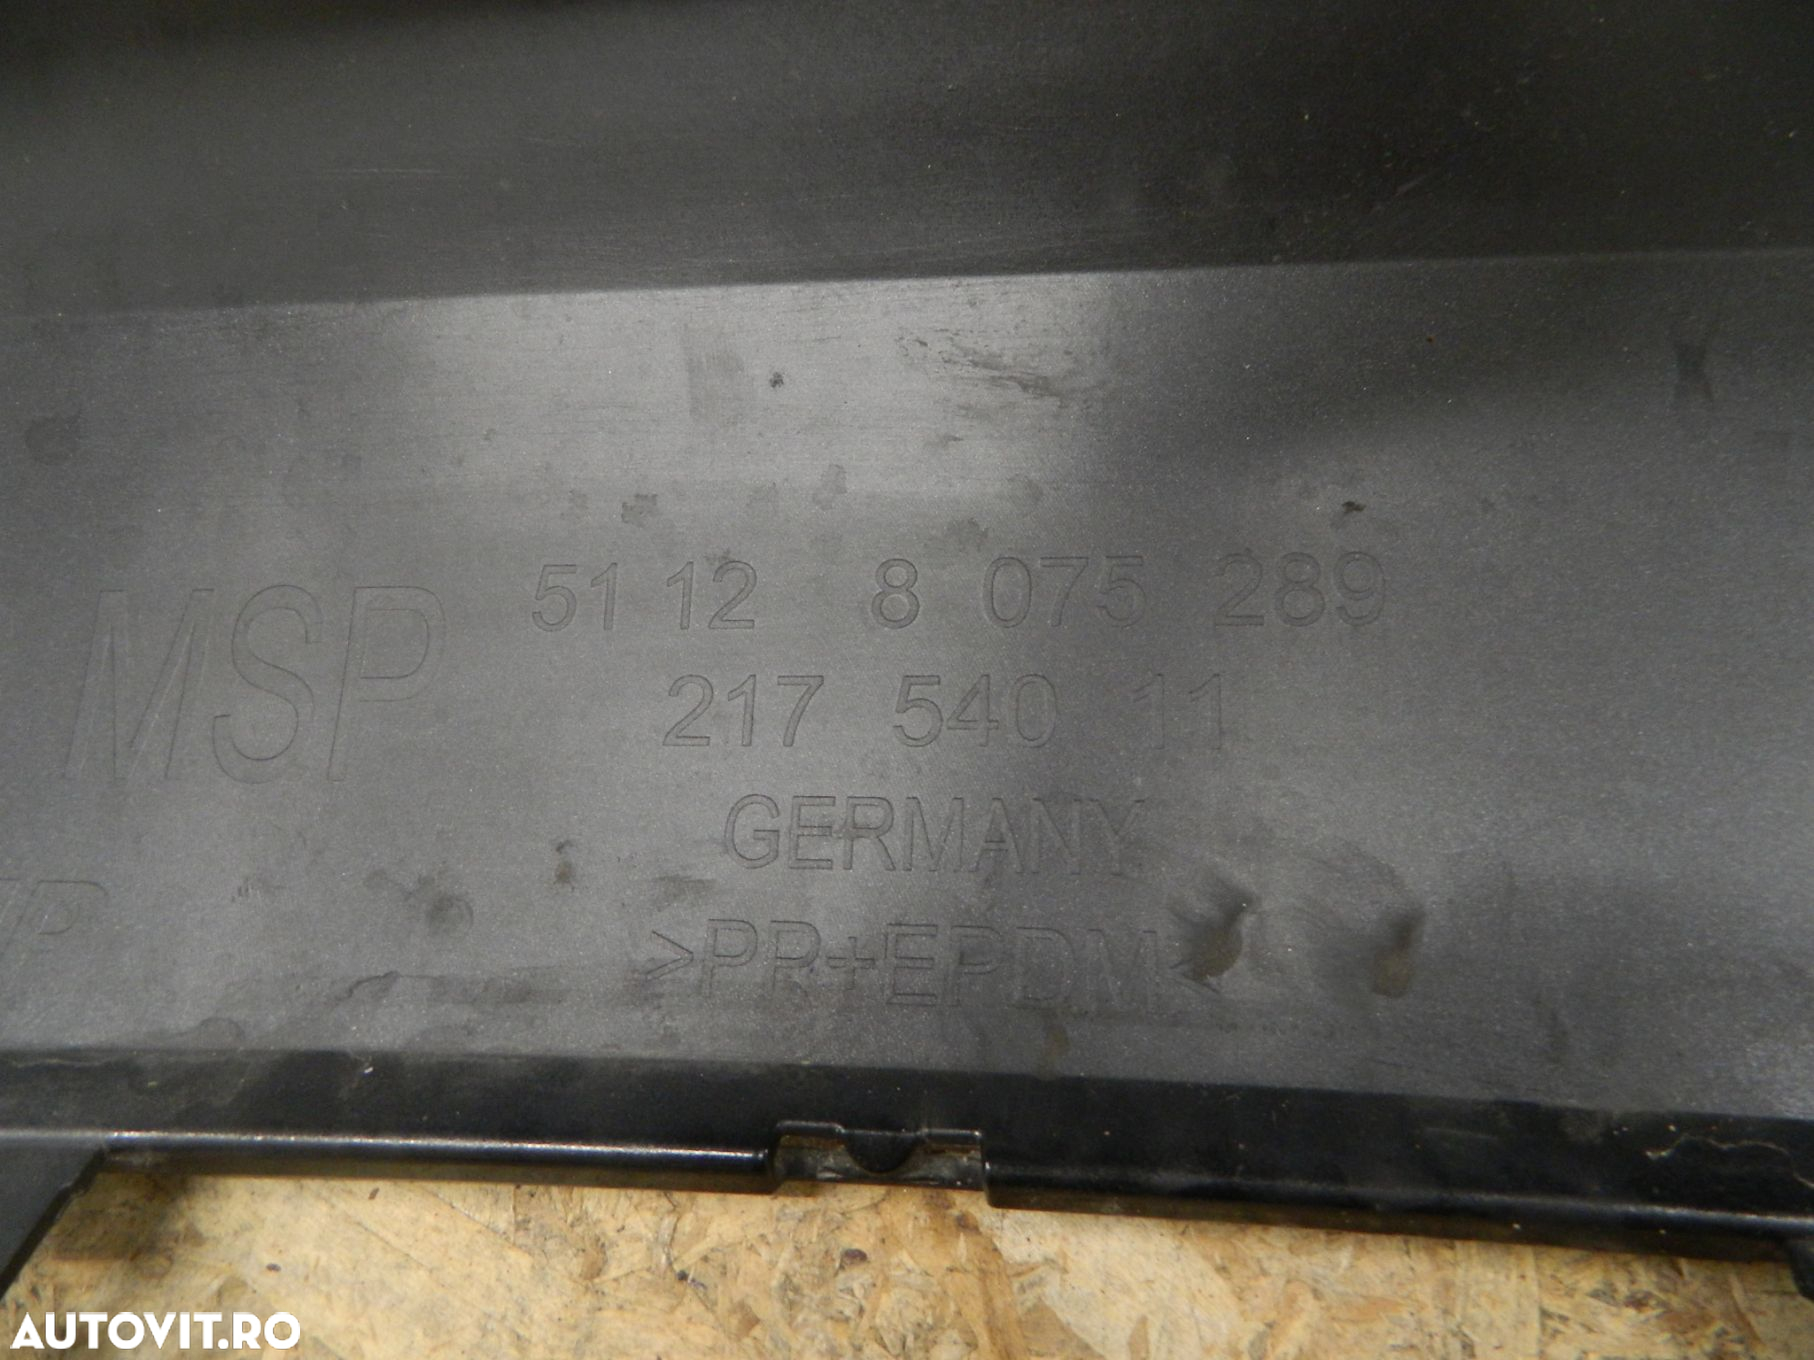 MSP
51 12 8 075 289
217 540 11
GERMANY
>PP+EPDM<
AUTOVIT.RO